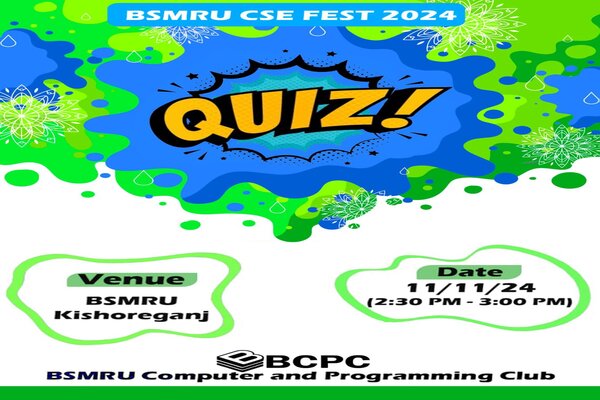 BSMRU CSE FEST 2024
QUIZ!
Venue
BSMRU
Kishoreganj
Date
11/11/24
(2:30 PM - 3:00 PM)
BCPC
BSMRU Computer and Programming Club